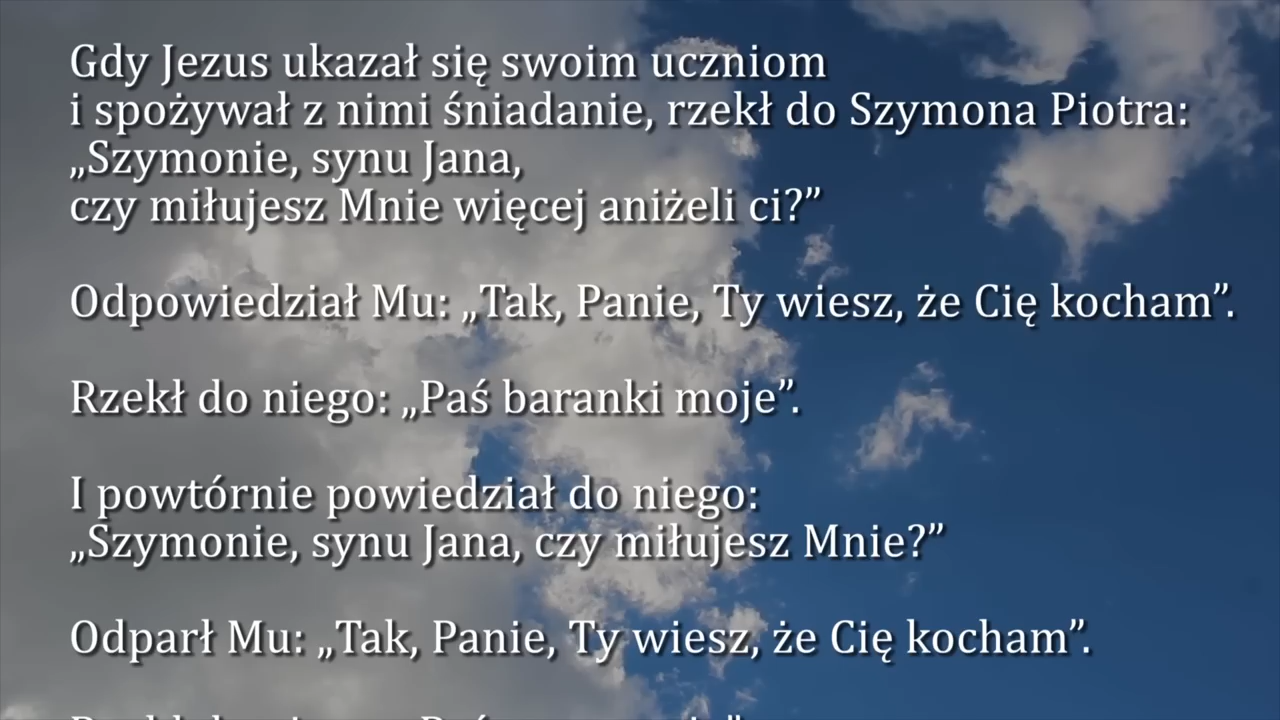 Gdy Jezus ukazał się swoim uczniom
i spożywał z nimi śniadanie, rzekł do Szymona Piotra:
„Szymonie, synu Jana,
czy miłujesz Mnie więcej aniżeli ci?”
Odpowiedział Mu: „Tak, Panie, Ty wiesz, że Cię kocham”.
Rzekł do niego: „Paś baranki moje”.
I powtórnie powiedział do niego:
„Szymonie, synu Jana, czy miłujesz Mnie?”
Odparł Mu: „Tak, Panie, Ty wiesz, że Cię kocham”.